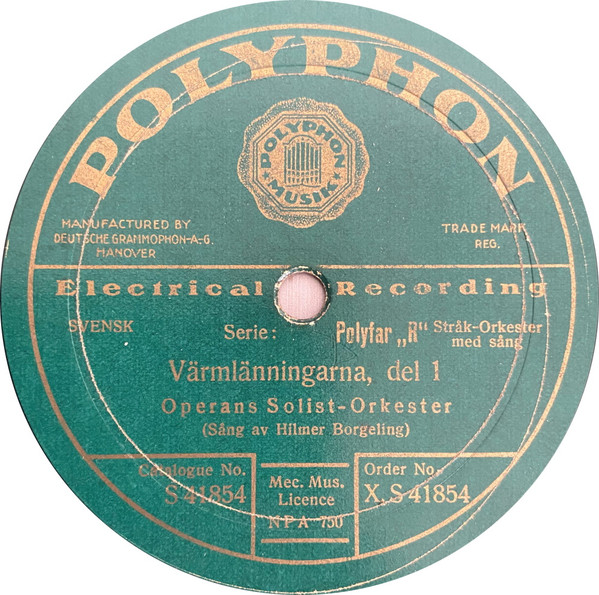 POLYPHON
POLYPHON
MUSIK
MANUFACTURED BY
DEUTSCHE GRAMMOPHON-A-G.
HANOVER
TRADE MARK
REG.
Electrical Recording
SVENSK
Serie: Polyfar „R“
Stråk-Orkester
med sång
Värmlänningarna, del 1
Operans Solist-Orkester
(Sång av Hilmer Borgeling)
Catalogue No.
S 41854
Mec. Mus.
Licence
NPA 750
Order No.
X. S 41854